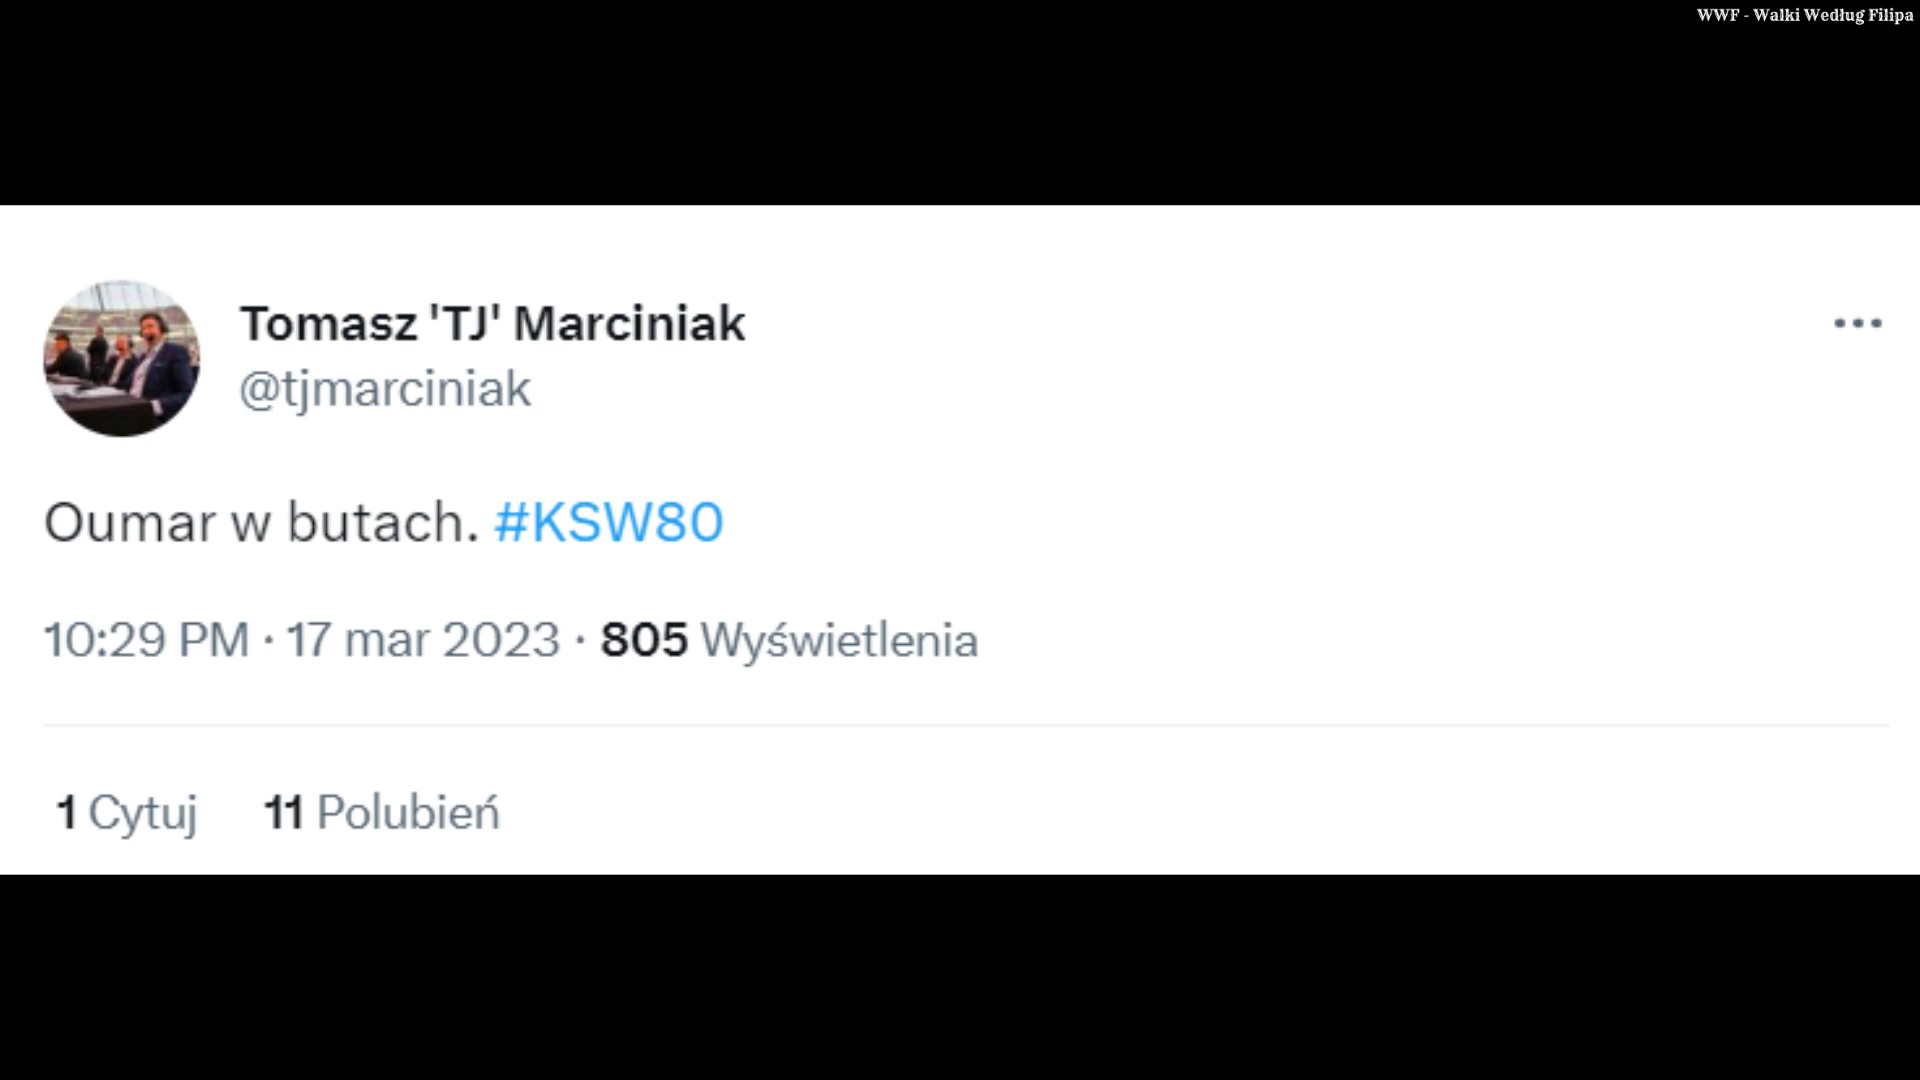 WWF - Walki Według Filipa
Tomasz 'TJ' Marciniak
@tjmarciniak
Oumar w butach. #KSW80
10:29 PM · 17 mar 2023 · 805 Wyświetlenia
1 Cytuj 11 Polubień